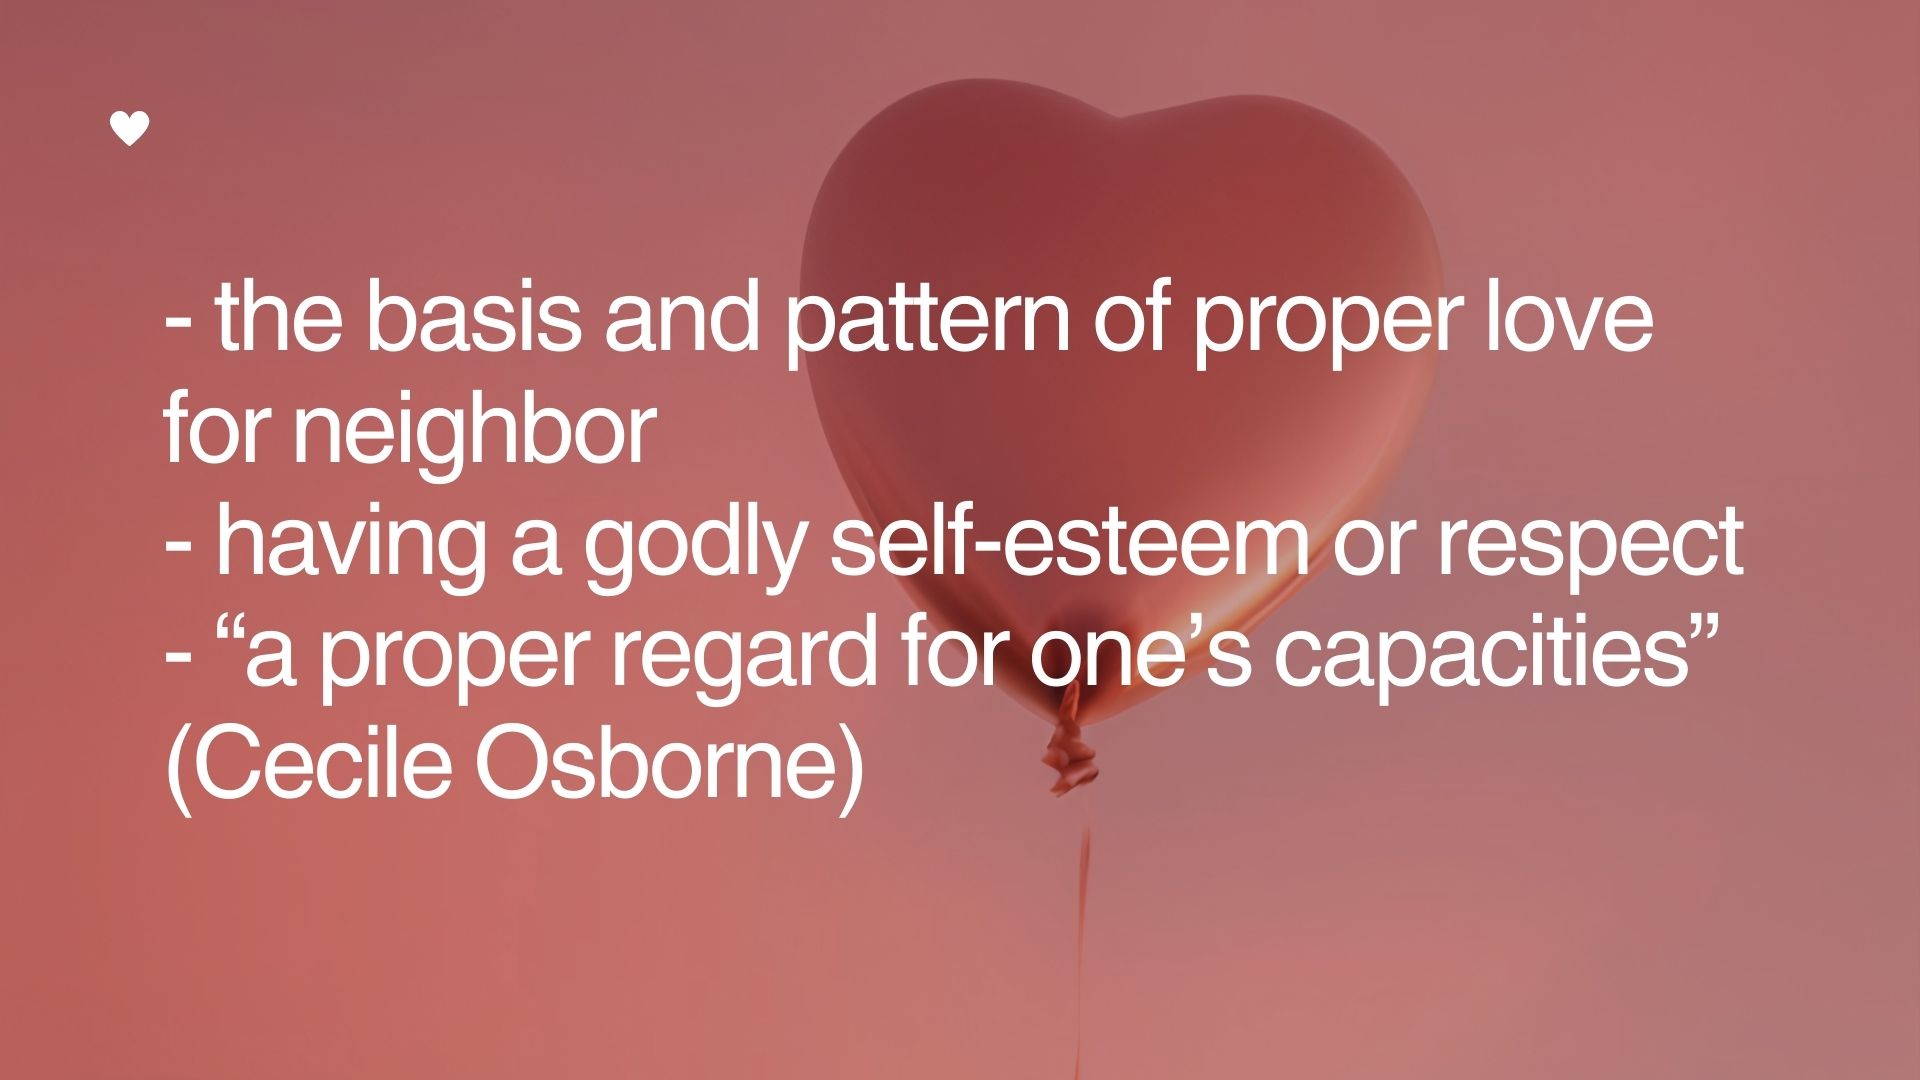 - the basis and pattern of proper love
for neighbor
- having a godly self-esteem or respect
- “a proper regard for one’s capacities”
(Cecile Osborne)